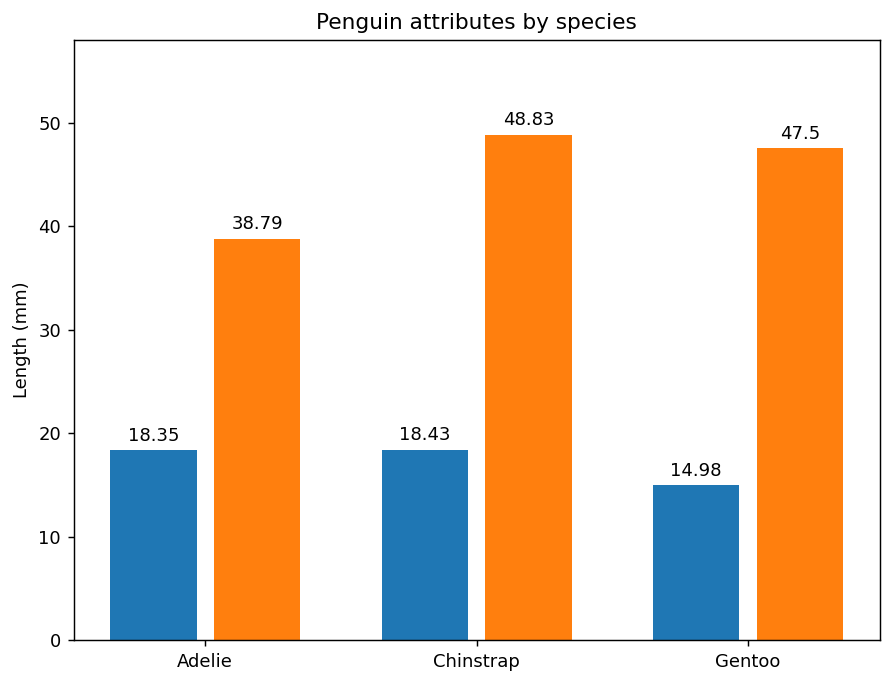 Penguin attributes by species
Length (mm)
50
40
30
20
10
0
18.35
38.79
18.43
48.83
14.98
47.5
Adelie
Chinstrap
Gentoo